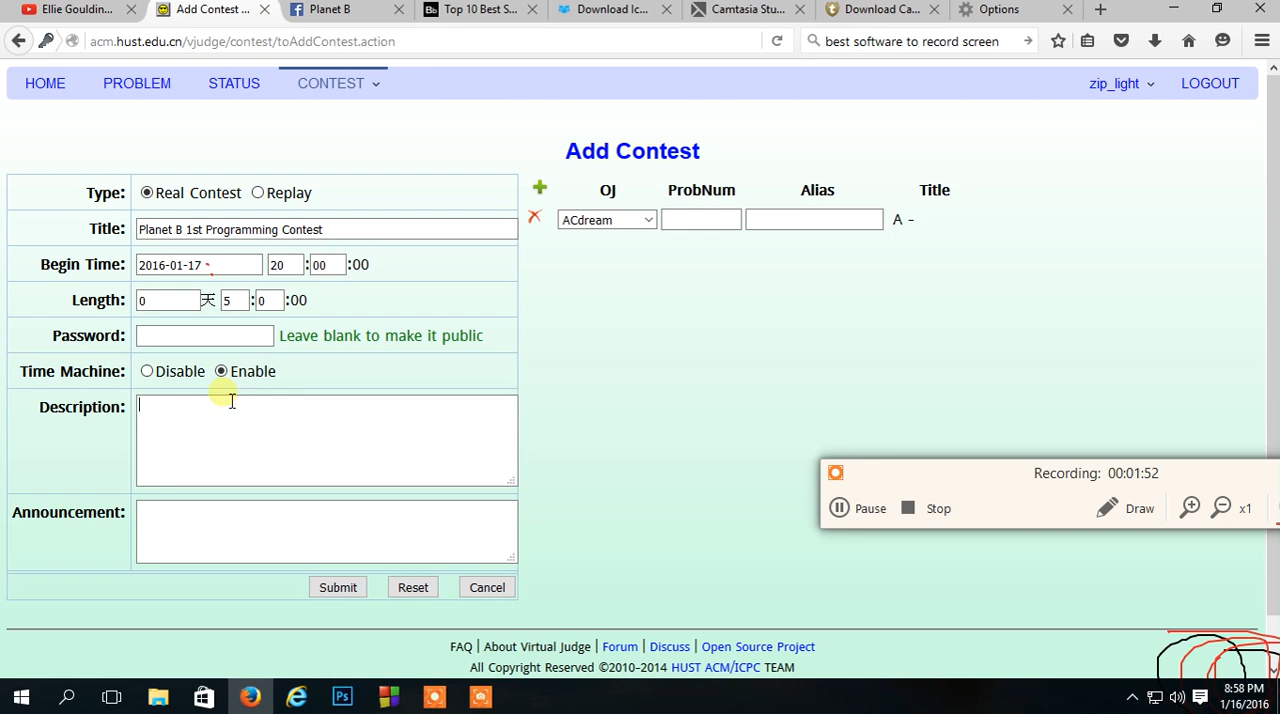 Ellie Gouldin...
Add Contest ...
Planet B
Bb Top 10 Best S...
Download Ic...
Camtasia Stu...
Download Ca...
Options
acm.hust.edu.cn/vjudge/contest/toAddContest.action
best software to record screen
HOME PROBLEM STATUS CONTEST zip_light LOGOUT
Add Contest
Type: Real Contest Replay
Title: Planet B 1st Programming Contest
Begin Time: 2016-01-17 20 : 00 :00
Length: 0 天 5 : 0 :00
Password: Leave blank to make it public
Time Machine: Disable Enable
Description:
Announcement:
Submit Reset Cancel
OJ ProbNum Alias Title
ACdream A -
Recording: 00:01:52
Pause Stop Draw x1
FAQ | About Virtual Judge | Forum | Discuss | Open Source Project
All Copyright Reserved ©2010-2014 HUST ACM/ICPC TEAM
Ps
8:58 PM
1/16/2016